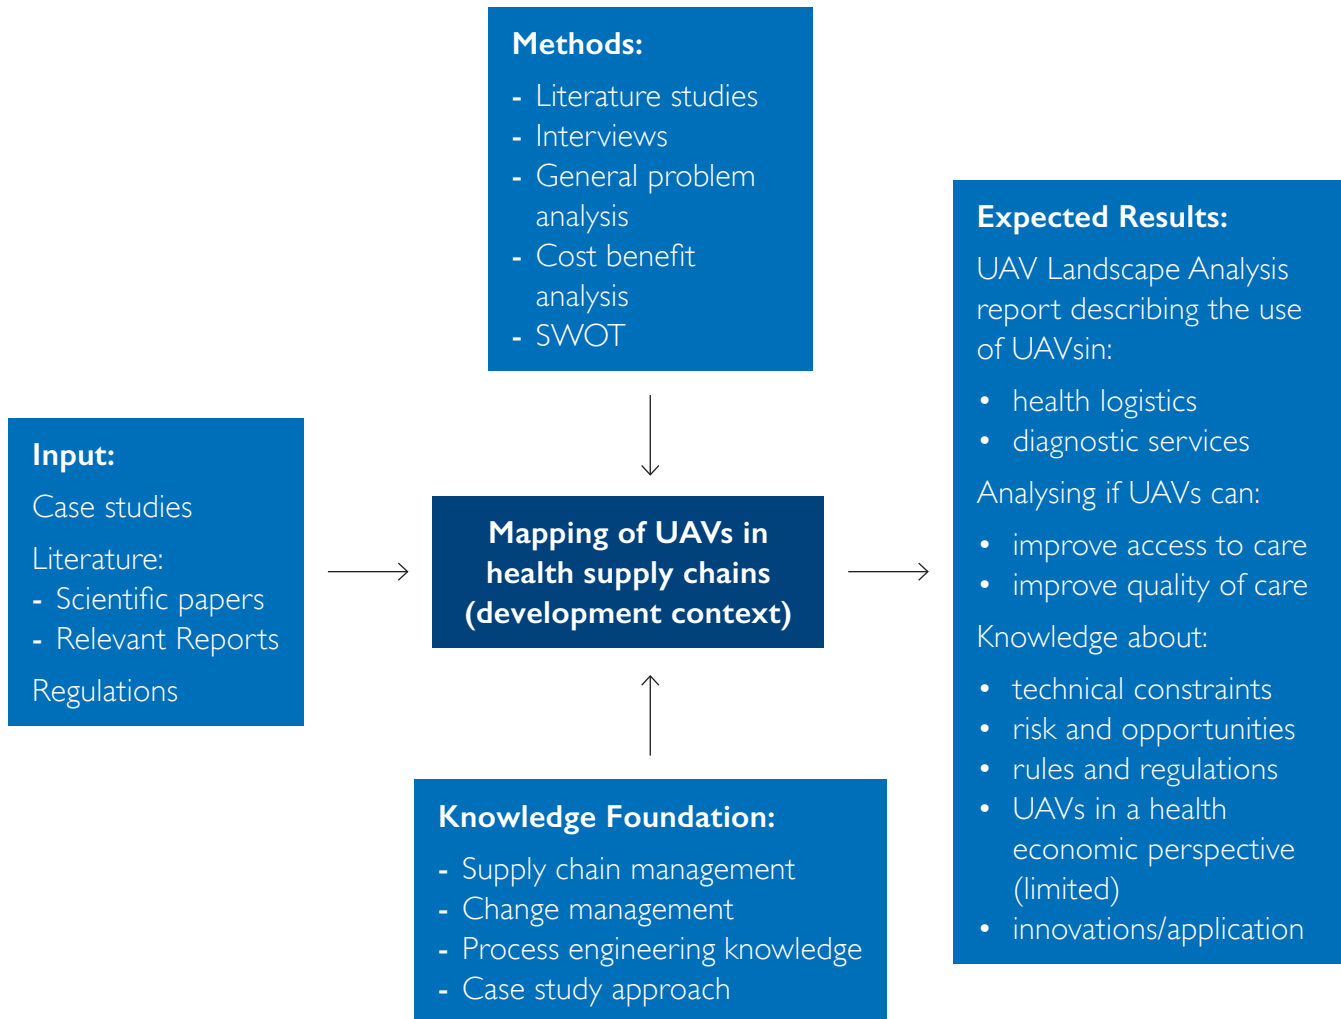 Methods:
- Literature studies
- Interviews
- General problem
analysis
- Cost benefit
analysis
- SWOT
Input:
Case studies
Literature:
- Scientific papers
- Relevant Reports
Regulations
Mapping of UAVs in
health supply chains
(development context)
Knowledge Foundation:
- Supply chain management
- Change management
- Process engineering knowledge
- Case study approach
Expected Results:
UAV Landscape Analysis
report describing the use
of UAVsin:
• health logistics
• diagnostic services
Analysing if UAVs can:
• improve access to care
• improve quality of care
Knowledge about:
• technical constraints
• risk and opportunities
• rules and regulations
• UAVs in a health
economic perspective
(limited)
• innovations/application